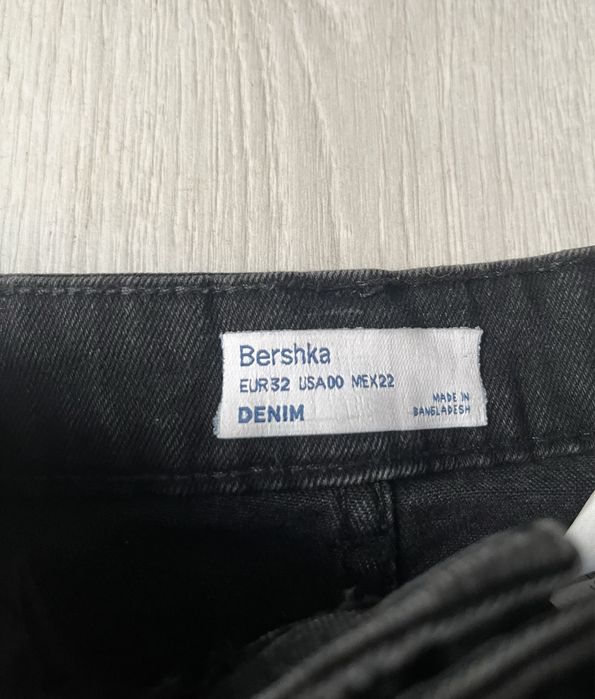 Bershka
EUR32 USA00 MEX22
DENIM
MADE IN
BANGLADESH